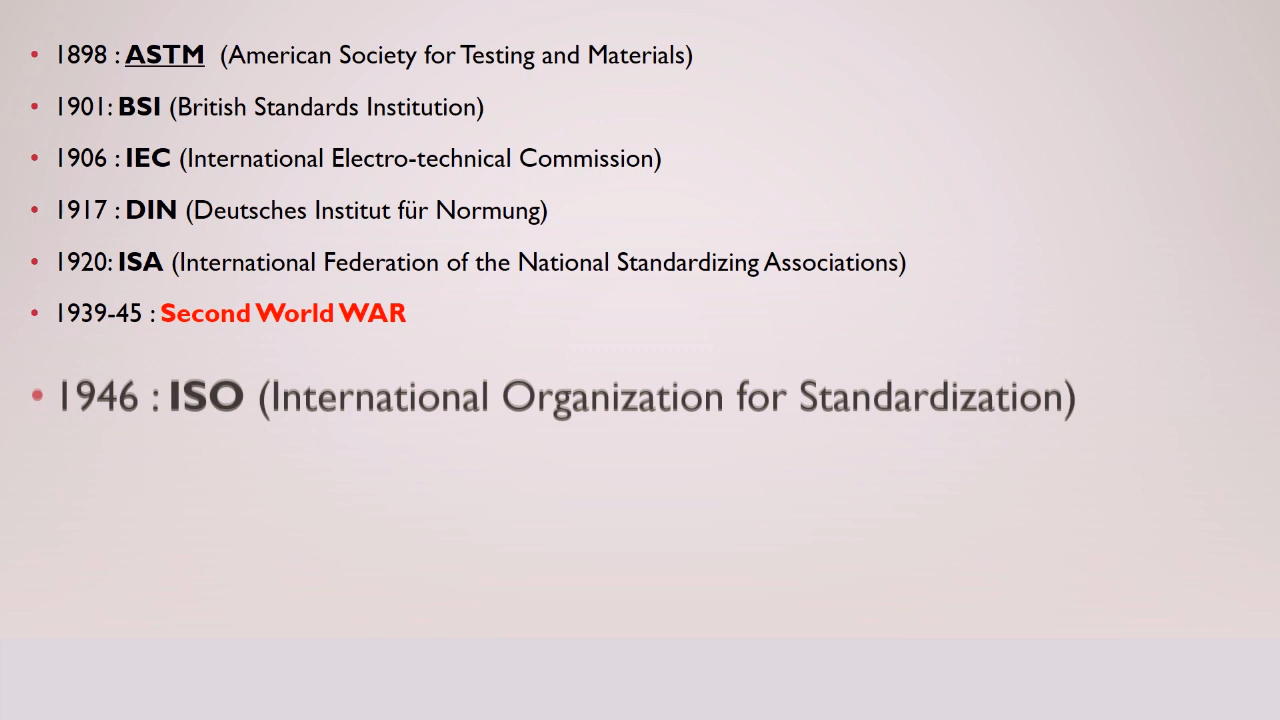 • 1898 : ASTM (American Society for Testing and Materials)
• 1901: BSI (British Standards Institution)
• 1906 : IEC (International Electro-technical Commission)
• 1917 : DIN (Deutsches Institut für Normung)
• 1920: ISA (International Federation of the National Standardizing Associations)
• 1939-45 : Second World WAR
• 1946 : ISO (International Organization for Standardization)